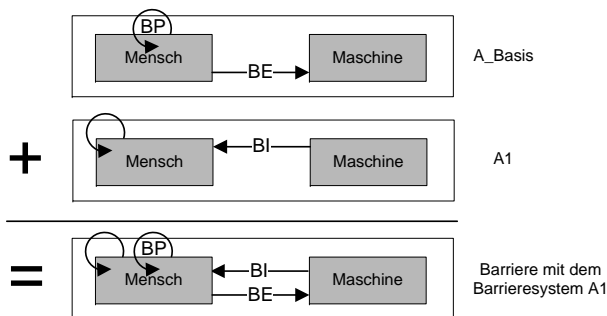 BP
Mensch
BE
Maschine
A_Basis
+
Mensch
BI
Maschine
A1
=
BP
Mensch
BI
BE
Maschine
Barriere mit dem
Barrieresystem A1